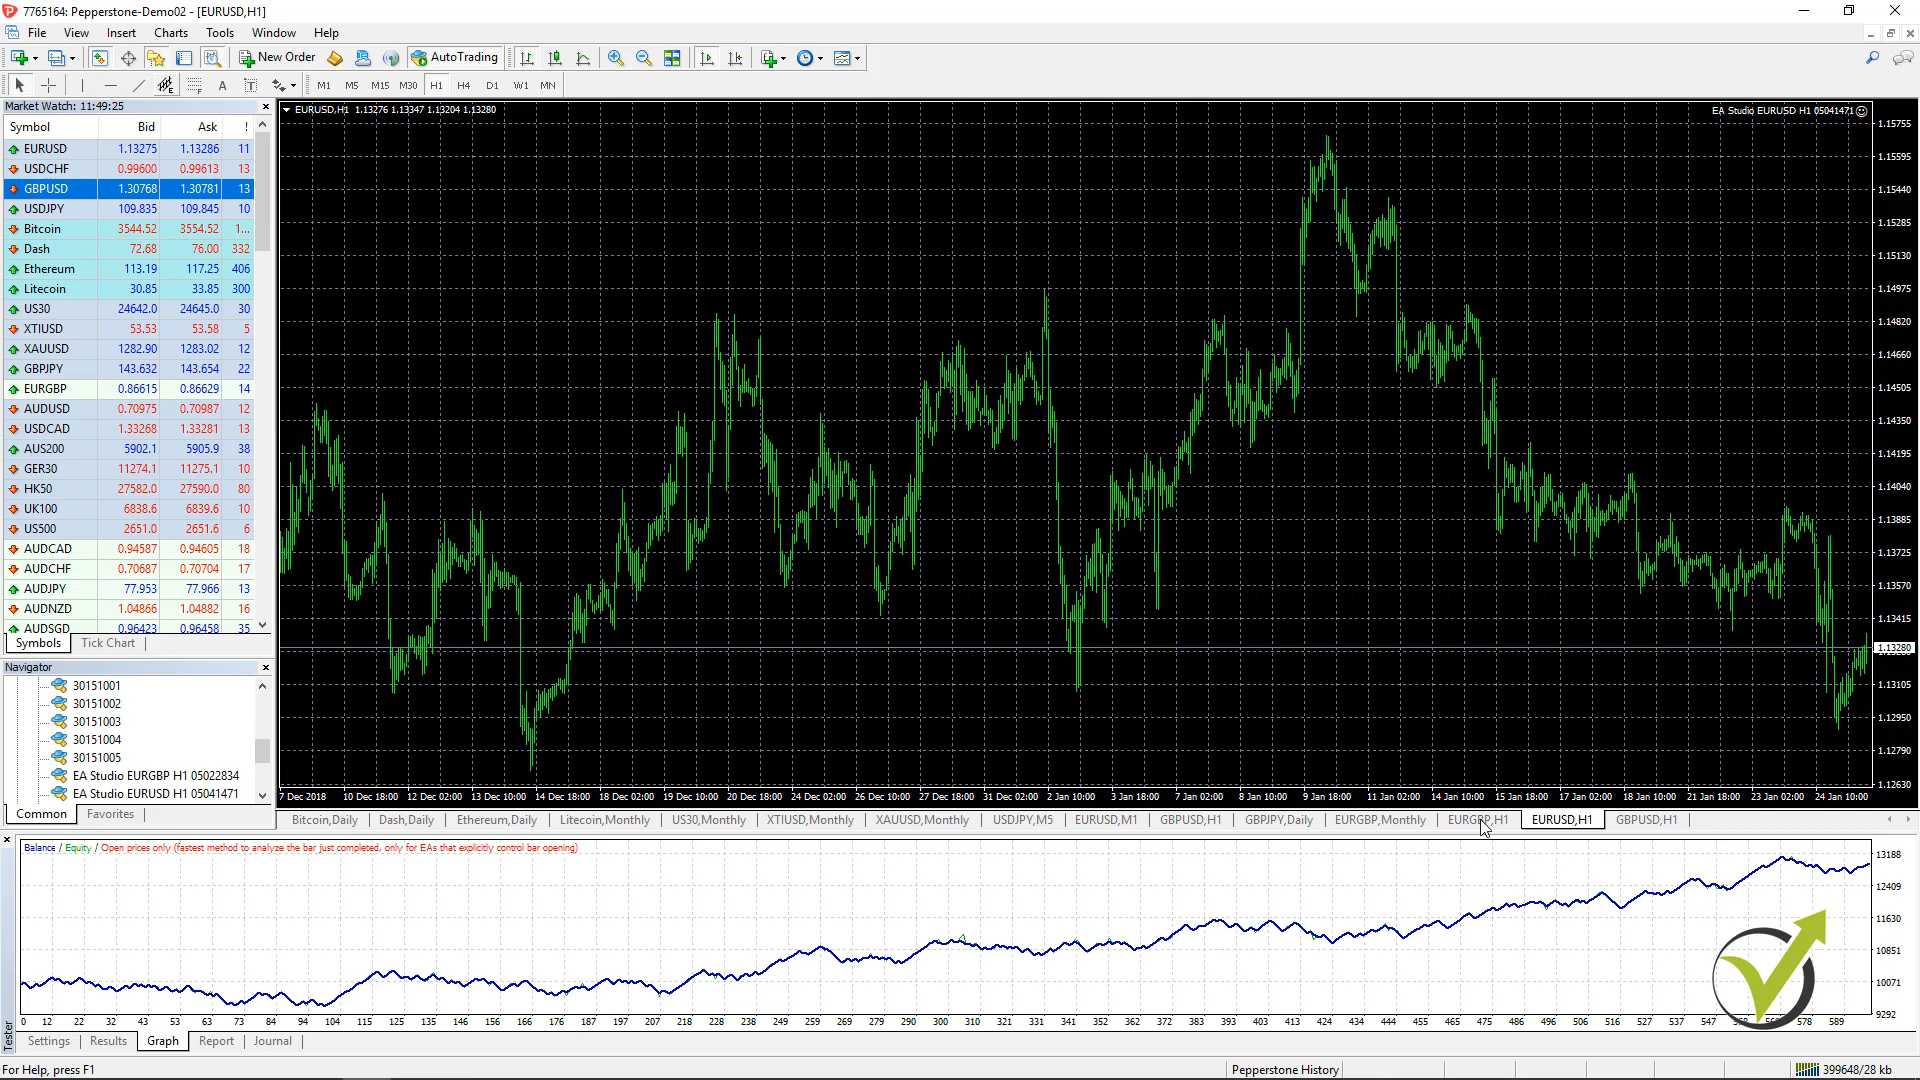 7765164: Pepperstone-Demo02 - [EURUSD,H1]
File View Insert Charts Tools Window Help
New Order AutoTrading
A T M1 M5 M15 M30 H1 H4 D1 W1 MN
Market Watch: 11:49:25
Symbol Bid Ask !
EURUSD 1.13275 1.13286 11
USDCHF 0.99600 0.99613 13
GBPUSD 1.30768 1.30781 13
USDJPY 109.835 109.845 10
Bitcoin 3544.52 3554.52 1...
Dash 72.68 76.00 332
Ethereum 113.19 117.25 406
Litecoin 30.85 33.85 300
US30 24642.0 24645.0 30
XTIUSD 53.53 53.58 5
XAUUSD 1282.90 1283.02 12
GBPJPY 143.632 143.654 22
EURGBP 0.86615 0.86629 14
AUDUSD 0.70975 0.70987 12
USDCAD 1.33268 1.33281 13
AUS200 5902.1 5905.9 38
GER30 11274.1 11275.1 10
HK50 27582.0 27590.0 80
UK100 6838.6 6839.6 10
US500 2651.0 2651.6 6
AUDCAD 0.94587 0.94605 18
AUDCHF 0.70687 0.70704 17
AUDJPY 77.953 77.966 13
AUDNZD 1.04866 1.04882 16
AUDSGD 0.96423 0.96458 35
Symbols Tick Chart
Navigator
30151001
30151002
30151003
30151004
30151005
EA Studio EURGBP H1 05022834
EA Studio EURUSD H1 05041471
Common Favorites
EURUSD,H1 1.13276 1.13347 1.13204 1.13280
EA Studio EURUSD H1 05041471
1.15755
1.15595
1.15440
1.15285
1.15130
1.14975
1.14820
1.14660
1.14505
1.14350
1.14195
1.14040
1.13885
1.13725
1.13570
1.13415
1.13280
1.13105
1.12950
1.12790
1.12630
7 Dec 2018 10 Dec 18:00 12 Dec 02:00 13 Dec 10:00 14 Dec 18:00 18 Dec 02:00 19 Dec 10:00 20 Dec 18:00 24 Dec 02:00 26 Dec 10:00 27 Dec 18:00 31 Dec 02:00 2 Jan 10:00 3 Jan 18:00 7 Jan 02:00 8 Jan 10:00 9 Jan 18:00 11 Jan 02:00 14 Jan 10:00 15 Jan 18:00 17 Jan 02:00 18 Jan 10:00 21 Jan 18:00 23 Jan 02:00 24 Jan 10:00
Bitcoin,Daily Dash,Daily Ethereum,Daily Litecoin,Monthly US30,Monthly XTIUSD,Monthly XAUUSD,Monthly USDJPY,M5 EURUSD,M1 GBPUSD,H1 GBPJPY,Daily EURGBP,Monthly EURGBP,H1 EURUSD,H1 GBPUSD,H1
Balance / Equity / Open prices only (fastest method to analyze the bar just completed, only for EAs that explicitly control bar opening)
13188
12409
11630
10851
10071
9292
0 12 22 32 43 53 63 73 84 94 104 115 125 135 146 156 166 176 187 197 207 218 228 238 249 259 269 279 290 300 310 321 331 341 352 362 372 383 393 403 413 424 434 444 455 465 475 486 496 506 516 527 537 547 578 589
Settings Results Graph Report Journal
Tester
For Help, press F1
Pepperstone History
399648/28 kb